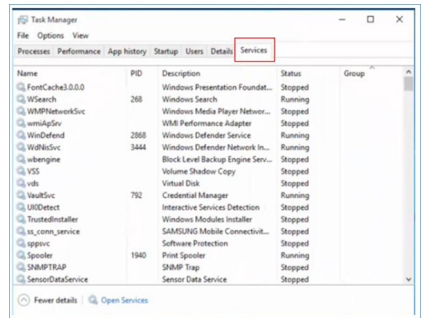 Task Manager
File Options View
Processes Performance App history Startup Users Details Services
Name PID Description Status Group
FontCache3.0.0.0 Windows Presentation Foundat... Stopped
WSearch 268 Windows Search Running
WMPNetworkSvc Windows Media Player Networ... Stopped
wmiApSrv WMI Performance Adapter Stopped
WinDefend 2868 Windows Defender Service Running
WdNisSvc 3444 Windows Defender Network In... Running
wbengine Block Level Backup Engine Serv... Stopped
VSS Volume Shadow Copy Stopped
vds Virtual Disk Stopped
VaultSvc 792 Credential Manager Running
UI0Detect Interactive Services Detection Stopped
TrustedInstaller Windows Modules Installer Stopped
ss_conn_service SAMSUNG Mobile Connectivit... Stopped
sppsvc Software Protection Stopped
Spooler 1940 Print Spooler Running
SNMPTRAP SNMP Trap Stopped
SensorDataService Sensor Data Service Stopped
Fewer details Open Services